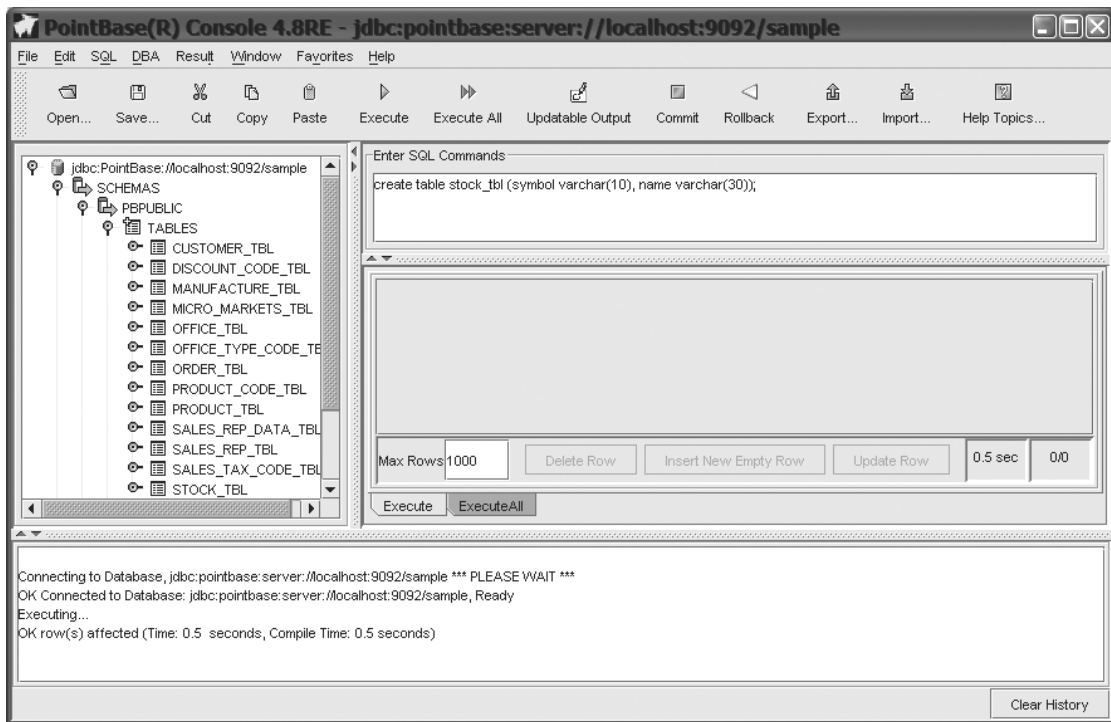 PointBase(R) Console 4.8RE - jdbc:pointbase:server://localhost:9092/sample
File Edit SQL DBA Result Window Favorites Help
Open... Save... Cut Copy Paste Execute Execute All Updatable Output Commit Rollback Export... Import... Help Topics...
jdbc:PointBase://localhost:9092/sample
SCHEMAS
PBPUBLIC
TABLES
CUSTOMER_TBL
DISCOUNT_CODE_TBL
MANUFACTURE_TBL
MICRO_MARKETS_TBL
OFFICE_TBL
OFFICE_TYPE_CODE_TB
ORDER_TBL
PRODUCT_CODE_TBL
PRODUCT_TBL
SALES_REP_DATA_TBL
SALES_REP_TBL
SALES_TAX_CODE_TBL
STOCK_TBL
Enter SQL Commands
create table stock_tbl (symbol varchar(10), name varchar(30));
Max Rows 1000 Delete Row Insert New Empty Row Update Row 0.5 sec 0/0
Execute ExecuteAll
Connecting to Database, jdbc:pointbase:server://localhost:9092/sample *** PLEASE WAIT ***
OK Connected to Database: jdbc:pointbase:server://localhost:9092/sample, Ready
Executing...
OK row(s) affected (Time: 0.5 seconds, Compile Time: 0.5 seconds)
Clear History